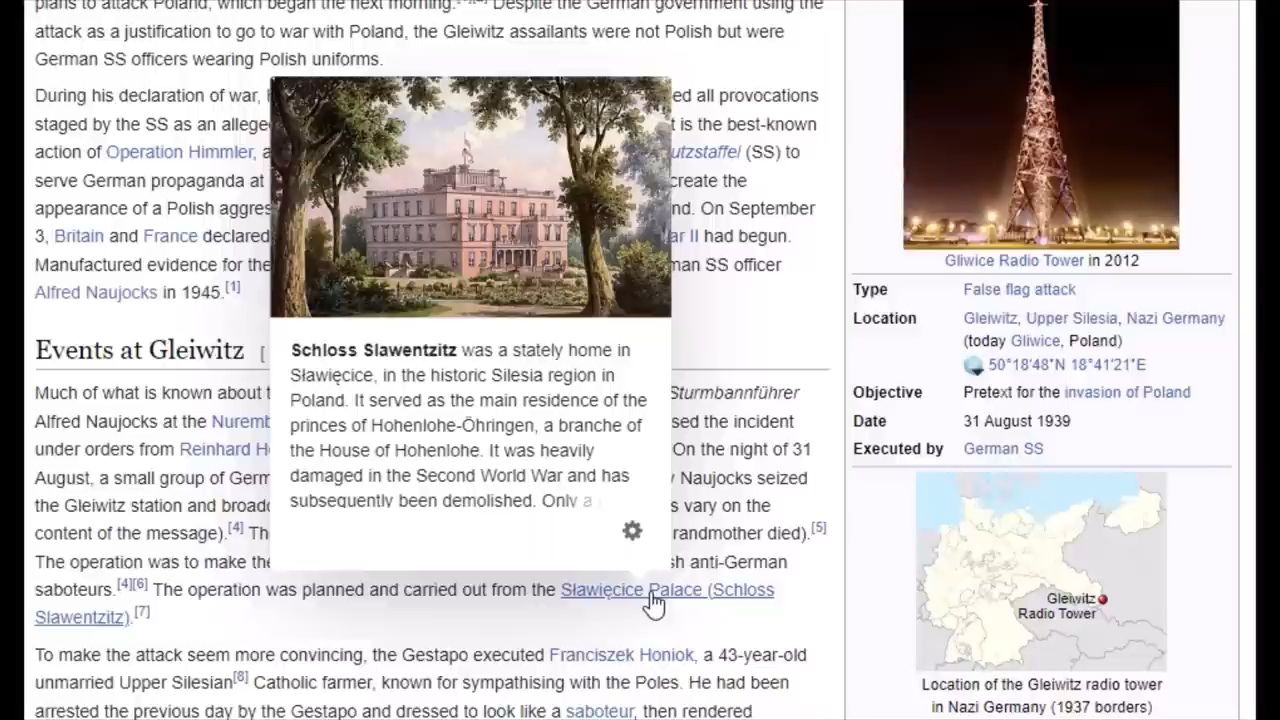 plans to attack Poland, which began the next morning. Despite the German government using the
attack as a justification to go to war with Poland, the Gleiwitz assailants were not Polish but were
German SS officers wearing Polish uniforms.
During his declaration of war,
ed all provocations
staged by the SS as an allege
t is the best-known
action of Operation Himmler, a
utzstaffel (SS) to
serve German propaganda at
create the
appearance of a Polish aggres
nd. On September
3, Britain and France declared
ar II had begun.
Manufactured evidence for the
man SS officer
Alfred Naujocks in 1945.[1]
Events at Gleiwitz [
Much of what is known about t
Sturmbannführer
Alfred Naujocks at the Nuremb
sed the incident
under orders from Reinhard He
On the night of 31
August, a small group of Germ
y Naujocks seized
the Gleiwitz station and broadc
s vary on the
content of the message).[4] The
randmother died).[5]
The operation was to make the
sh anti-German
saboteurs.[4][6] The operation was planned and carried out from the Sławięcice Palace (Schloss
Slawentzitz).[7]
To make the attack seem more convincing, the Gestapo executed Franciszek Honiok, a 43-year-old
unmarried Upper Silesian[8] Catholic farmer, known for sympathising with the Poles. He had been
arrested the previous day by the Gestapo and dressed to look like a saboteur, then rendered
Schloss Slawentzitz was a stately home in
Sławięcice, in the historic Silesia region in
Poland. It served as the main residence of the
princes of Hohenlohe-Öhringen, a branche of
the House of Hohenlohe. It was heavily
damaged in the Second World War and has
subsequently been demolished. Only a
Gliwice Radio Tower in 2012
Type False flag attack
Location Gleiwitz, Upper Silesia, Nazi Germany
(today Gliwice, Poland)
50°18′48″N 18°41′21″E
Objective Pretext for the invasion of Poland
Date 31 August 1939
Executed by German SS
Gleiwitz
Radio Tower
Location of the Gleiwitz radio tower
in Nazi Germany (1937 borders)